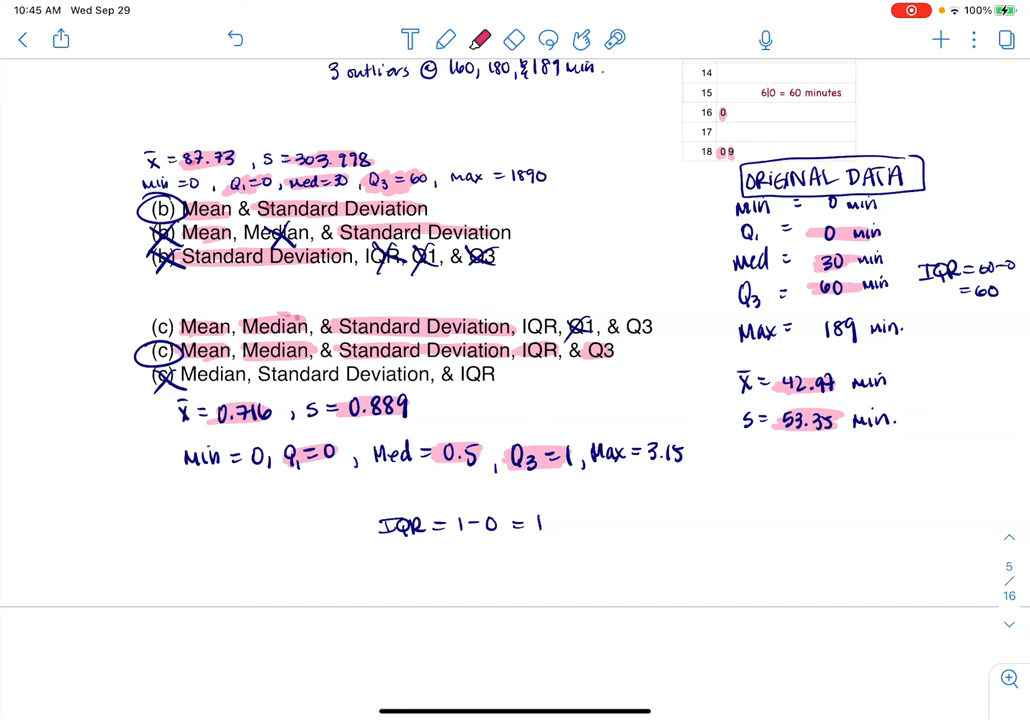 10:45 AM Wed Sep 29
100%
3 outliers @ 160, 180, & 189 min.
14
15 6|0 = 60 minutes
16 0
17
18 0 9
x̄ = 87.73 , s = 303.998
Min = 0 , Q1 = 0 , Med = 30 , Q3 = 60 , max = 1890
(b) Mean & Standard Deviation
(b) Mean, Median, & Standard Deviation
(b) Standard Deviation, IQR, Q1, & Q3
(c) Mean, Median, & Standard Deviation, IQR, Q1, & Q3
(c) Mean, Median, & Standard Deviation, IQR, & Q3
(c) Median, Standard Deviation, & IQR
x̄ = 0.716 , s = 0.889
Min = 0, Q1 = 0 , Med = 0.5 , Q3 = 1 , Max = 3.15
IQR = 1 - 0 = 1
ORIGINAL DATA
Min = 0 min
Q1 = 0 min
Med = 30 min
Q3 = 60 min
Max = 189 min.
IQR = 60-0
= 60
x̄ = 42.97 min
s = 53.35 min.
5
/
16